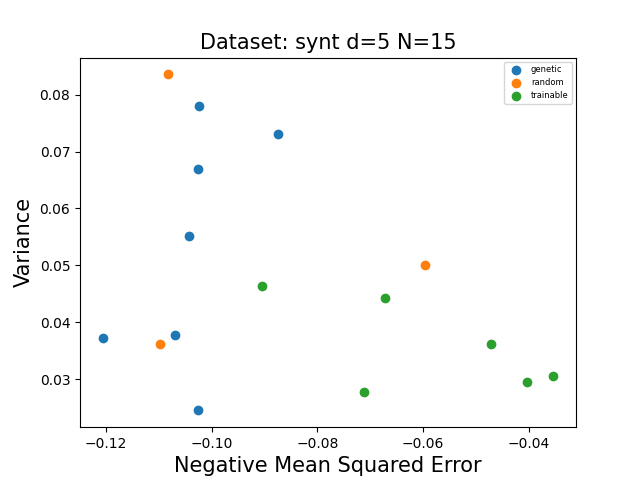 Dataset: synt d=5 N=15
genetic
random
trainable
0.08
0.07
0.06
0.05
0.04
0.03
Variance
−0.12
−0.10
−0.08
−0.06
−0.04
Negative Mean Squared Error